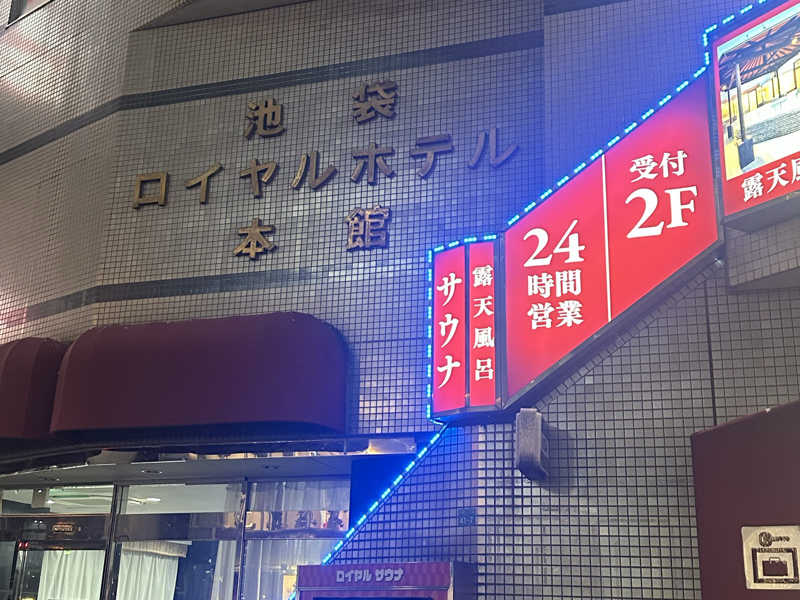 池袋
ロイヤルホテル
本館
サウナ
露天風呂
24
時間
営業
受付
2F
露天風
ロイヤル サウナ